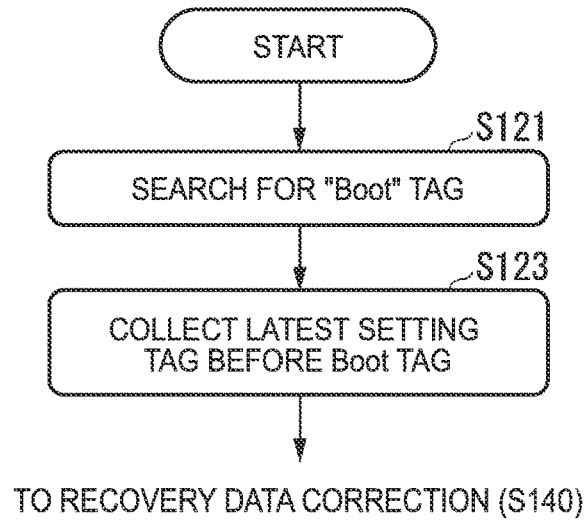 START
S121
SEARCH FOR "Boot" TAG
S123
COLLECT LATEST SETTING
TAG BEFORE Boot TAG
TO RECOVERY DATA CORRECTION (S140)